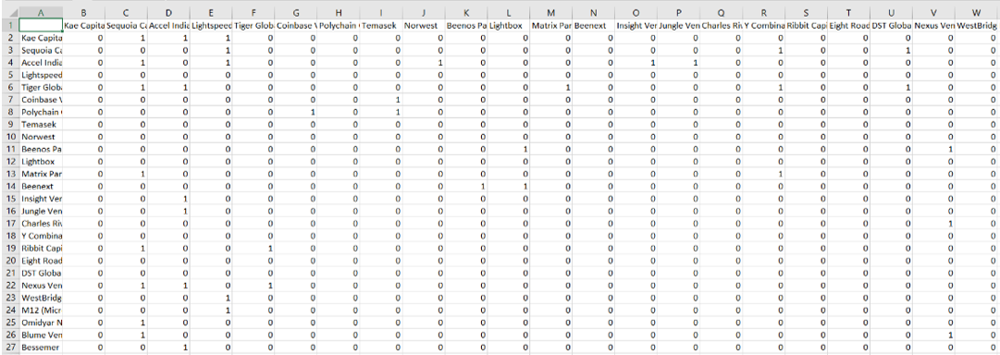 A B C D E F G H I J K L M N O P Q R S T U V W
1 Kae Capita Sequoia Ca Accel India Lightspeed Tiger Glob Coinbase V Polychain Temasek Norwest Beenos Pa Lightbox Matrix Par Beenext Insight Ver Jungle Ven Charles Riv Y Combina Ribbit Capi Eight Road DST Globa Nexus Ven WestBridg
2 Kae Capita 0 1 1 1 0 0 0 0 0 0 0 0 0 0 0 0 0 0 0 0 0 0
3 Sequoia Ca 0 0 0 1 0 0 0 0 0 0 0 0 0 0 0 0 1 0 0 1 0 0
4 Accel India 0 1 0 1 0 0 0 0 1 0 0 0 0 1 1 0 0 0 0 0 0 0
5 Lightspeed 0 0 0 0 0 0 0 0 0 0 0 0 0 0 0 0 0 0 0 0 0 0
6 Tiger Glob 0 1 1 0 0 0 0 0 0 0 0 1 0 0 0 0 1 0 0 1 0 0
7 Coinbase V 0 0 0 0 0 0 0 1 0 0 0 0 0 0 0 0 0 0 0 0 0 0
8 Polychain 0 0 0 0 0 1 0 1 0 0 0 0 0 0 0 0 0 0 0 0 0 0
9 Temasek 0 0 0 0 0 0 0 0 0 0 0 0 0 0 0 0 0 0 0 0 0 0
10 Norwest 0 0 0 0 0 0 0 0 0 0 0 0 0 0 0 0 0 0 0 0 0 0
11 Beenos Pa 0 0 0 0 0 0 0 0 0 0 1 0 0 0 0 0 0 0 0 0 1 0
12 Lightbox 0 0 0 0 0 0 0 0 0 0 0 0 0 0 0 0 0 0 0 0 0 0
13 Matrix Par 0 1 0 0 0 0 0 0 0 0 0 0 0 0 0 0 1 0 0 0 0 0
14 Beenext 0 0 0 0 0 0 0 0 0 1 1 0 0 0 0 0 0 0 0 0 0 0
15 Insight Ver 0 0 1 0 0 0 0 0 0 0 0 0 0 0 0 0 0 0 0 0 0 0
16 Jungle Ven 0 0 1 0 0 0 0 0 0 0 0 0 0 0 0 0 0 0 0 0 0 0
17 Charles Riv 0 0 0 0 0 0 0 0 0 0 0 0 0 0 0 0 0 0 0 0 1 0
18 Y Combina 0 0 0 0 0 0 0 0 0 0 0 0 0 0 0 0 0 0 0 0 0 0
19 Ribbit Capi 0 1 0 0 1 0 0 0 0 0 0 0 0 0 0 0 0 0 0 0 0 0
20 Eight Road 0 0 0 0 0 0 0 0 0 0 0 0 0 0 0 0 0 0 0 0 0 0
21 DST Globa 0 0 0 0 0 0 0 0 0 0 0 0 0 0 0 0 0 0 0 0 0 0
22 Nexus Ven 0 1 1 0 1 0 0 0 0 0 0 0 0 0 0 0 0 0 0 0 0 0
23 WestBridg 0 0 0 1 0 0 0 0 0 0 0 0 0 0 0 0 0 0 0 0 0 0
24 M12 (Micr 0 0 0 1 0 0 0 0 0 0 0 0 0 0 0 0 0 0 0 0 0 0
25 Omidyar N 0 1 0 0 0 0 0 0 0 0 0 0 0 0 0 0 0 0 0 0 0 0
26 Blume Ven 0 1 0 0 0 0 0 0 0 0 0 0 0 0 0 0 0 0 0 0 1 0
27 Bessemer 0 0 1 0 0 0 0 0 0 0 0 0 0 0 0 0 0 0 0 0 0 0